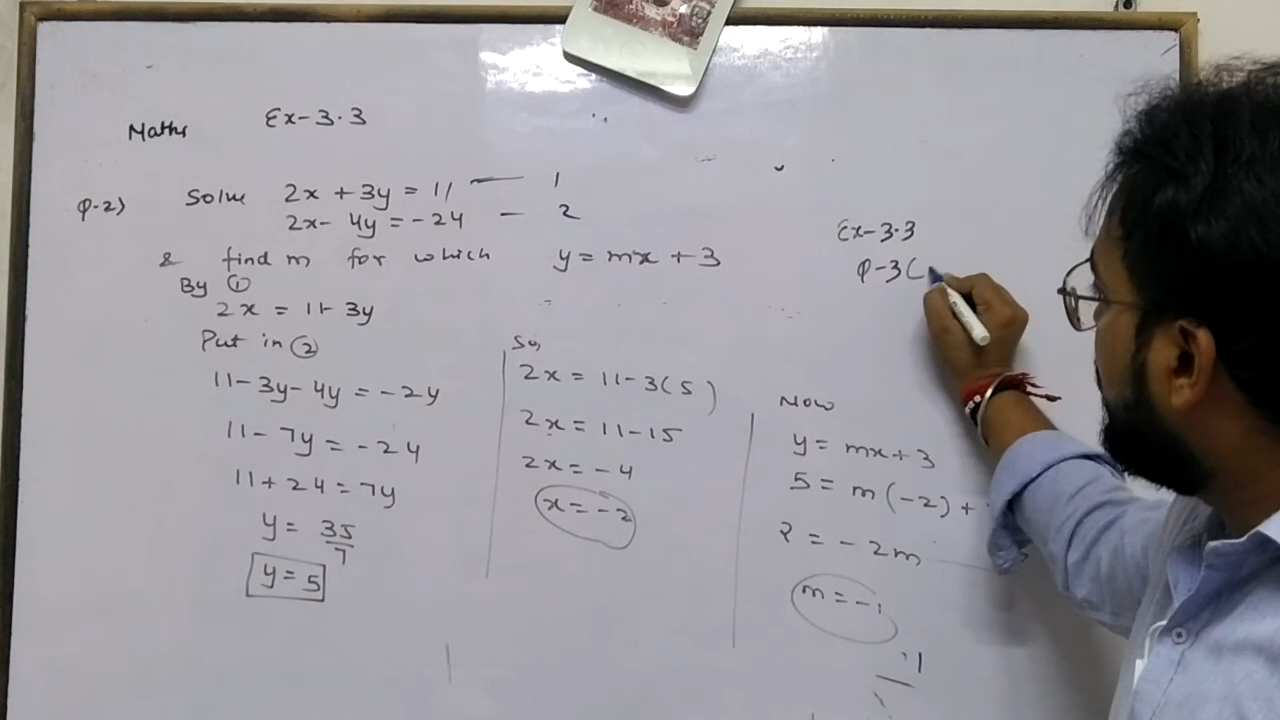 Maths Ex-3.3
Q-2) Solve 2x + 3y = 11 — 1
2x - 4y = -24 — 2
& find m for which y = mx + 3
By ①
2x = 11 - 3y
Put in ②
11 - 3y - 4y = -24
11 - 7y = -24
11 + 24 = 7y
y = 35/7
y = 5
So,
2x = 11 - 3(5)
2x = 11 - 15
2x = -4
x = -2
Now
y = mx + 3
5 = m(-2) +
2 = -2m
m = -1
Ex-3.3
Q-3(